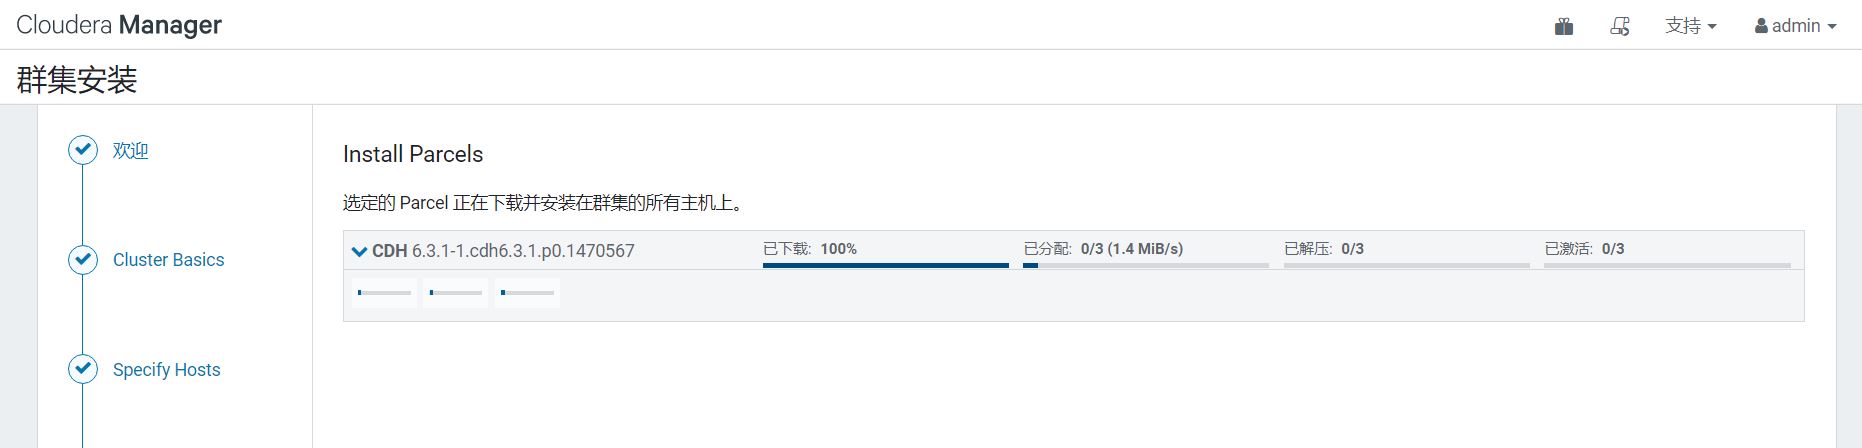 Cloudera Manager
支持
admin
群集安装
欢迎
Cluster Basics
Specify Hosts
Install Parcels
选定的 Parcel 正在下载并安装在群集的所有主机上。
CDH 6.3.1-1.cdh6.3.1.p0.1470567
已下载: 100%
已分配: 0/3 (1.4 MiB/s)
已解压: 0/3
已激活: 0/3